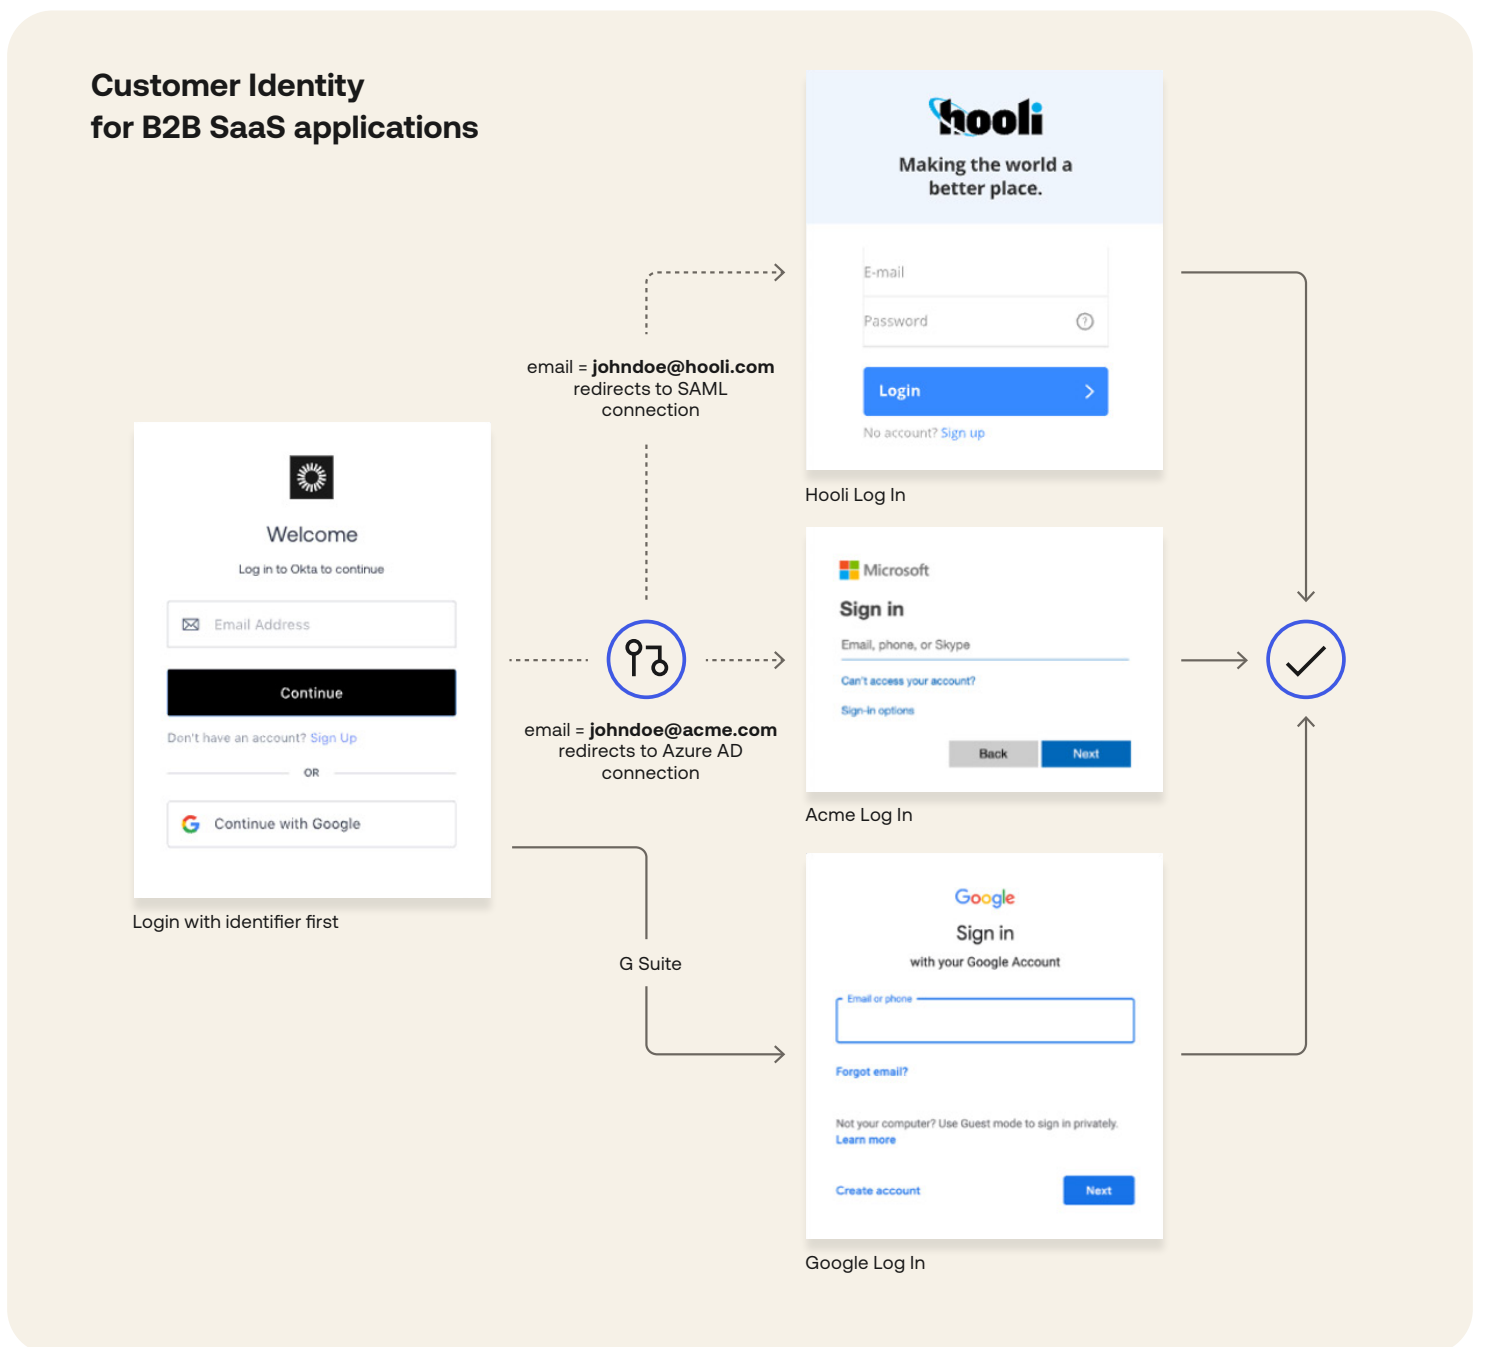 Customer Identity
for B2B SaaS applications
hooli
Making the world a
better place.
E-mail
Password
?
Login
No account? Sign up
Hooli Log In
email = johndoe@hooli.com
redirects to SAML
connection
Welcome
Log in to Okta to continue
Email Address
Continue
Don't have an account? Sign Up
OR
Continue with Google
Login with identifier first
email = johndoe@acme.com
redirects to Azure AD
connection
Microsoft
Sign in
Email, phone, or Skype
Can't access your account?
Sign-in options
Back
Next
Acme Log In
G Suite
Google
Sign in
with your Google Account
Email or phone
Forgot email?
Not your computer? Use Guest mode to sign in privately.
Learn more
Create account
Next
Google Log In